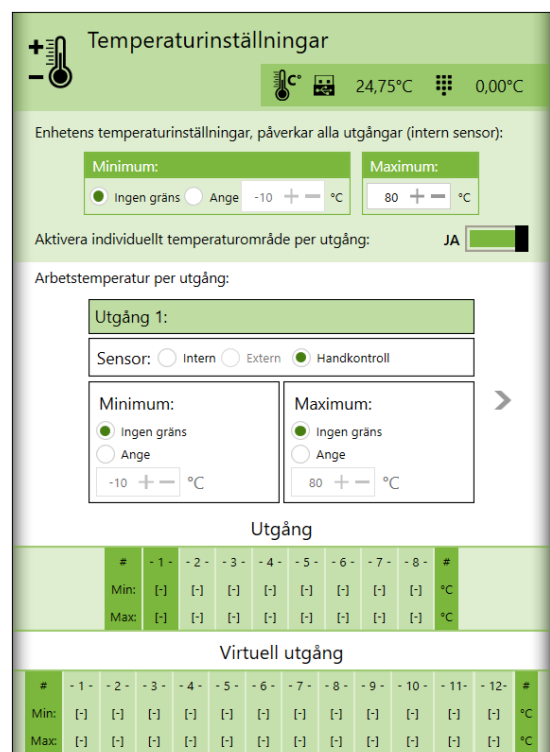 Temperaturinställningar
C° 24,75°C 0,00°C
Enhetens temperaturinställningar, påverkar alla utgångar (intern sensor):
Minimum: Maximum:
Ingen gräns Ange -10 °C 80 °C
Aktivera individuellt temperaturområde per utgång: JA
Arbetstemperatur per utgång:
Utgång 1:
Sensor: Intern Extern Handkontroll
Minimum: Maximum:
Ingen gräns Ingen gräns
Ange Ange
-10 °C 80 °C
Utgång
# - 1 - - 2 - - 3 - - 4 - - 5 - - 6 - - 7 - - 8 - #
Min: [-] [-] [-] [-] [-] [-] [-] [-] °C
Max: [-] [-] [-] [-] [-] [-] [-] [-] °C
Virtuell utgång
# - 1 - - 2 - - 3 - - 4 - - 5 - - 6 - - 7 - - 8 - - 9 - - 10 - - 11- - 12- #
Min: [-] [-] [-] [-] [-] [-] [-] [-] [-] [-] [-] [-] °C
Max: [-] [-] [-] [-] [-] [-] [-] [-] [-] [-] [-] [-] °C